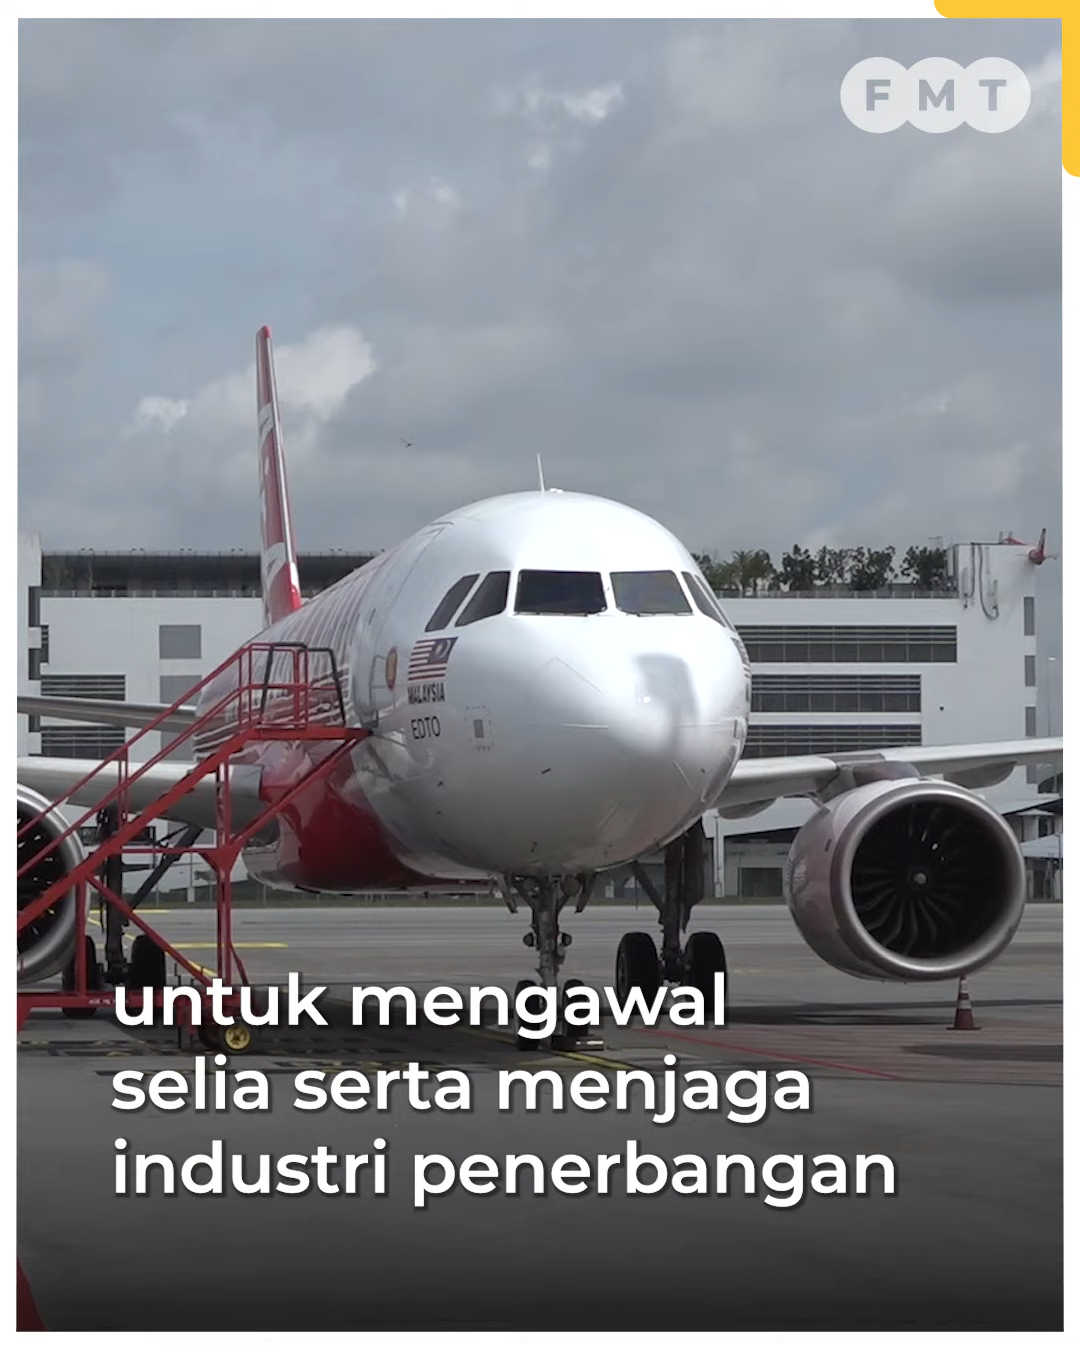 FMT
MALAYSIA
EDTO
untuk mengawal
selia serta menjaga
industri penerbangan